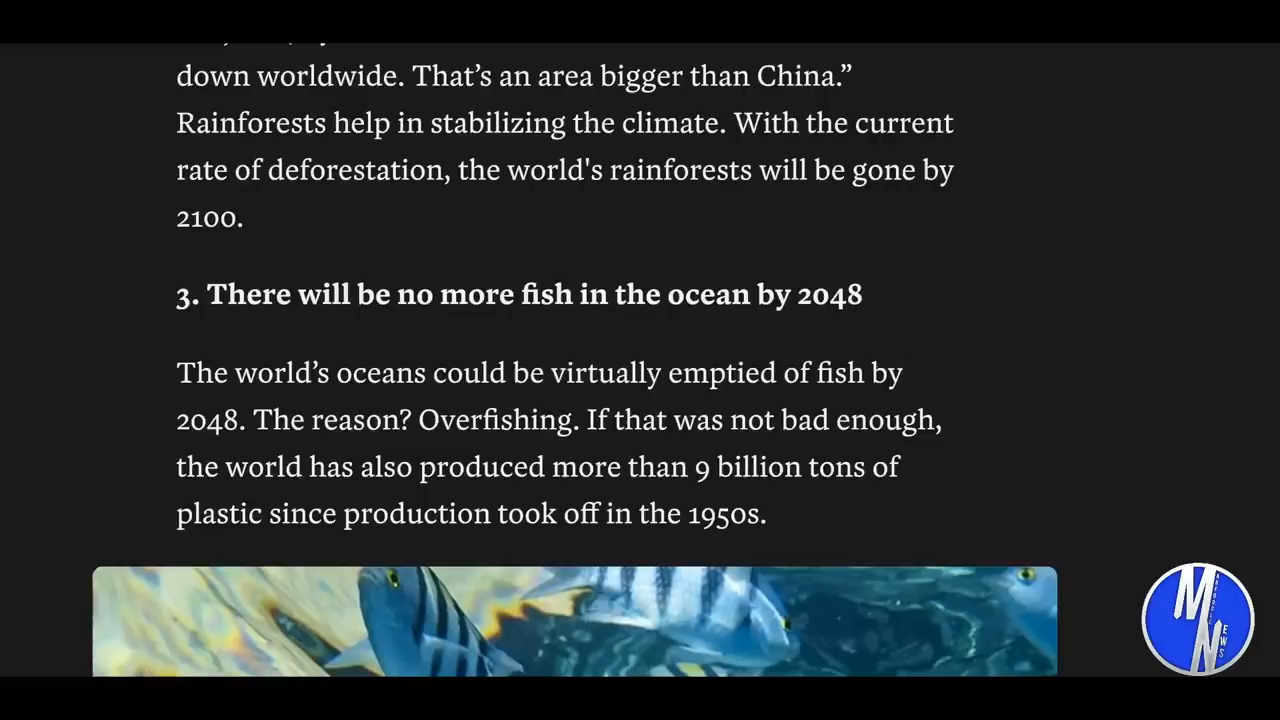 down worldwide. That’s an area bigger than China.”
Rainforests help in stabilizing the climate. With the current
rate of deforestation, the world's rainforests will be gone by
2100.
3. There will be no more fish in the ocean by 2048
The world’s oceans could be virtually emptied of fish by
2048. The reason? Overfishing. If that was not bad enough,
the world has also produced more than 9 billion tons of
plastic since production took off in the 1950s.